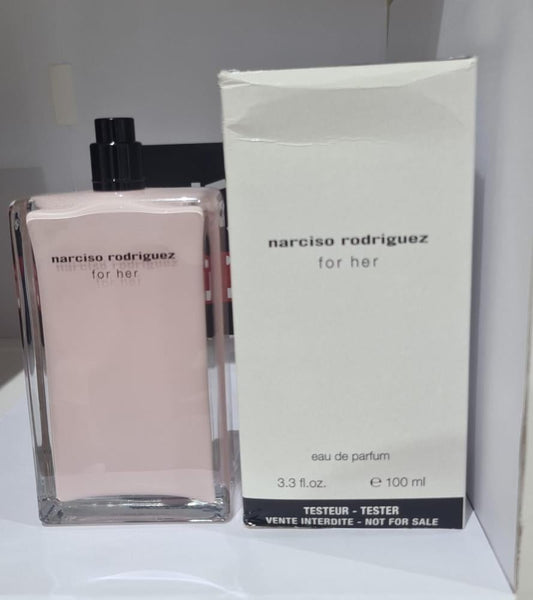 narciso rodriguez
for her
narciso rodriguez
for her
eau de parfum
3.3 fl.oz. ℮ 100 ml
TESTEUR - TESTER
VENTE INTERDITE - NOT FOR SALE